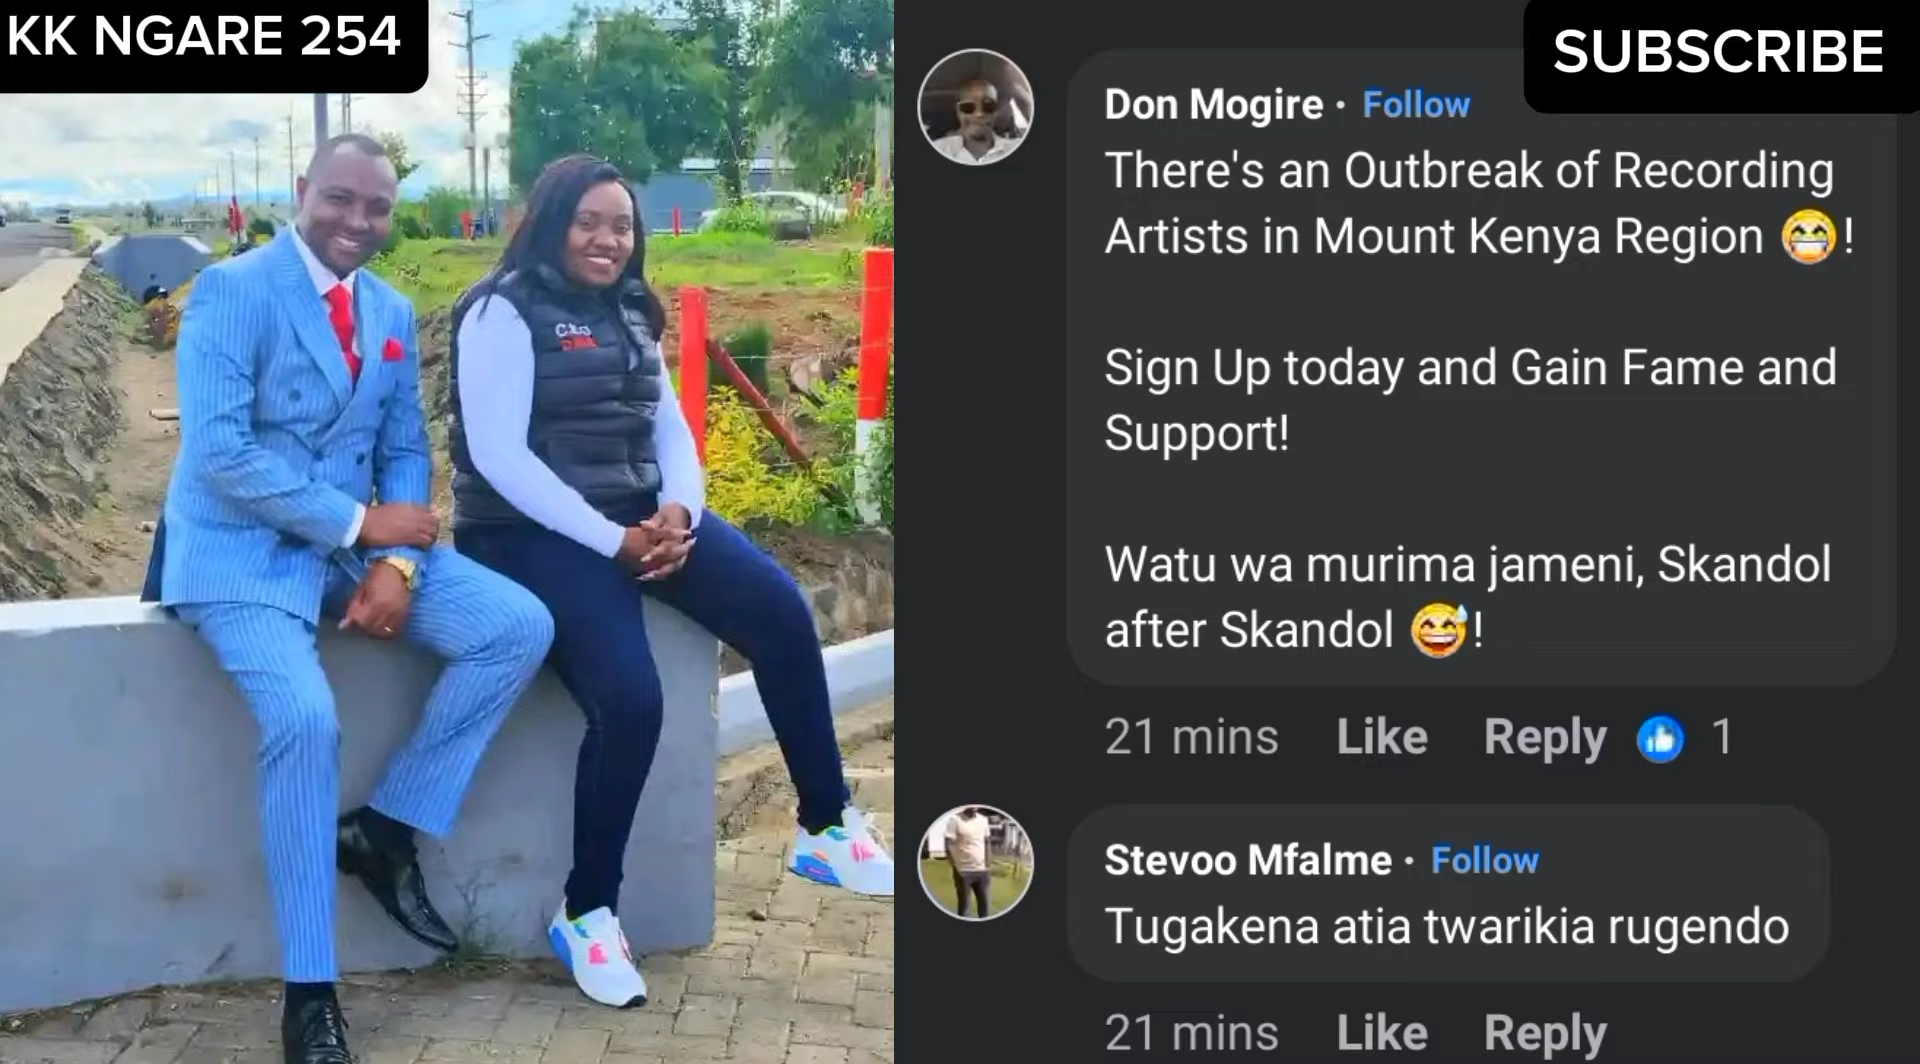 KK NGARE 254
SUBSCRIBE
Don Mogire · Follow
There's an Outbreak of Recording
Artists in Mount Kenya Region 😁!
Sign Up today and Gain Fame and
Support!
Watu wa murima jameni, Skandol
after Skandol 😅!
21 mins Like Reply 1
Stevoo Mfalme · Follow
Tugakena atia twarikia rugendo
21 mins Like Reply